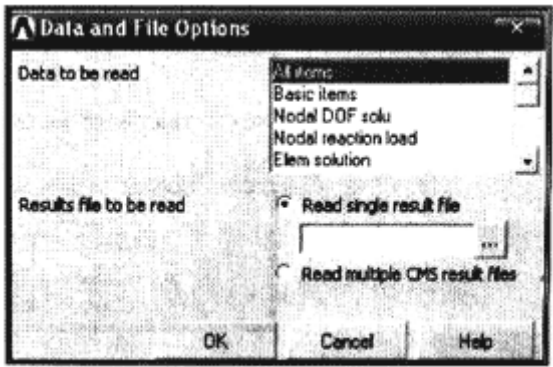 Data and File Options
Data to be read
All items
Basic items
Nodal DOF solu
Nodal reaction load
Elem solution
Results file to be read
Read single result file
...
Read multiple CMS result files
OK Cancel Help